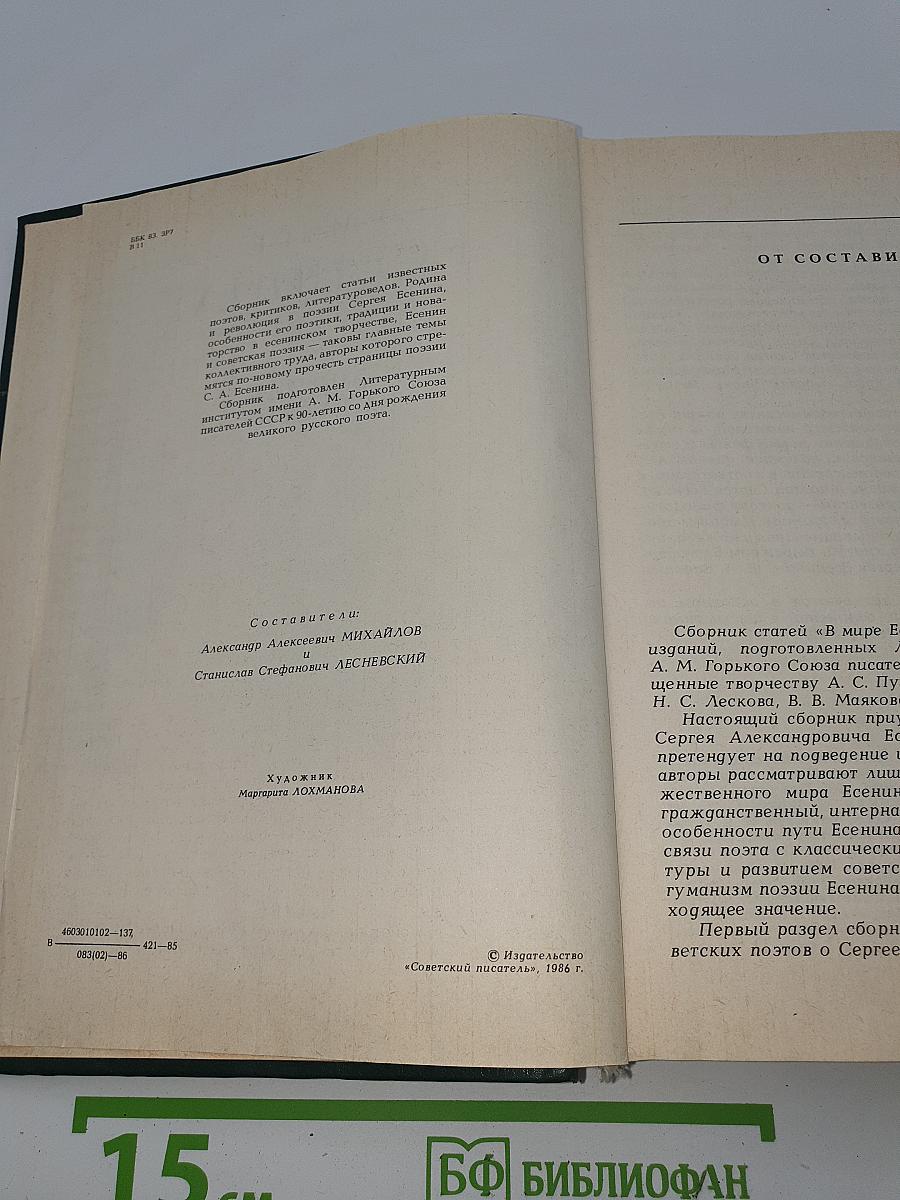 ББК 83. 3Р7
В 11
Сборник включает статьи известных
поэтов, критиков, литературоведов. Родина
и революция в поэзии Сергея Есенина,
особенности его поэтики, традиции и нова-
торство в есенинском творчестве, Есенин
и советская поэзия — таковы главные темы
коллективного труда, авторы которого стре-
мятся по-новому прочесть страницы поэзии
С. А. Есенина.
Сборник подготовлен Литературным
институтом имени А. М. Горького Союза
писателей СССР к 90-летию со дня рождения
великого русского поэта.
Составители:
Александр Алексеевич МИХАЙЛОВ
и
Станислав Стефанович ЛЕСНЕВСКИЙ
Художник
Маргарита ЛОХМАНОВА
4603010102—137,
В 421—85
083(02)—86
© Издательство
«Советский писатель», 1986 г.
ОТ СОСТАВИ
Сборник статей «В мире Ес
изданий, подготовленных Л
А. М. Горького Союза писате
щенные творчеству А. С. Пу
Н. С. Лескова, В. В. Маяков
Настоящий сборник приу
Сергея Александровича Ес
претендует на подведение и
авторы рассматривают лиш
жественного мира Есенин
гражданственный, интерна
особенности пути Есенина
связи поэта с классически
туры и развитием советс
гуманизм поэзии Есенина
ходящее значение.
Первый раздел сборн
ветских поэтов о Сергее
15 см
БФ БИБЛИОФАН